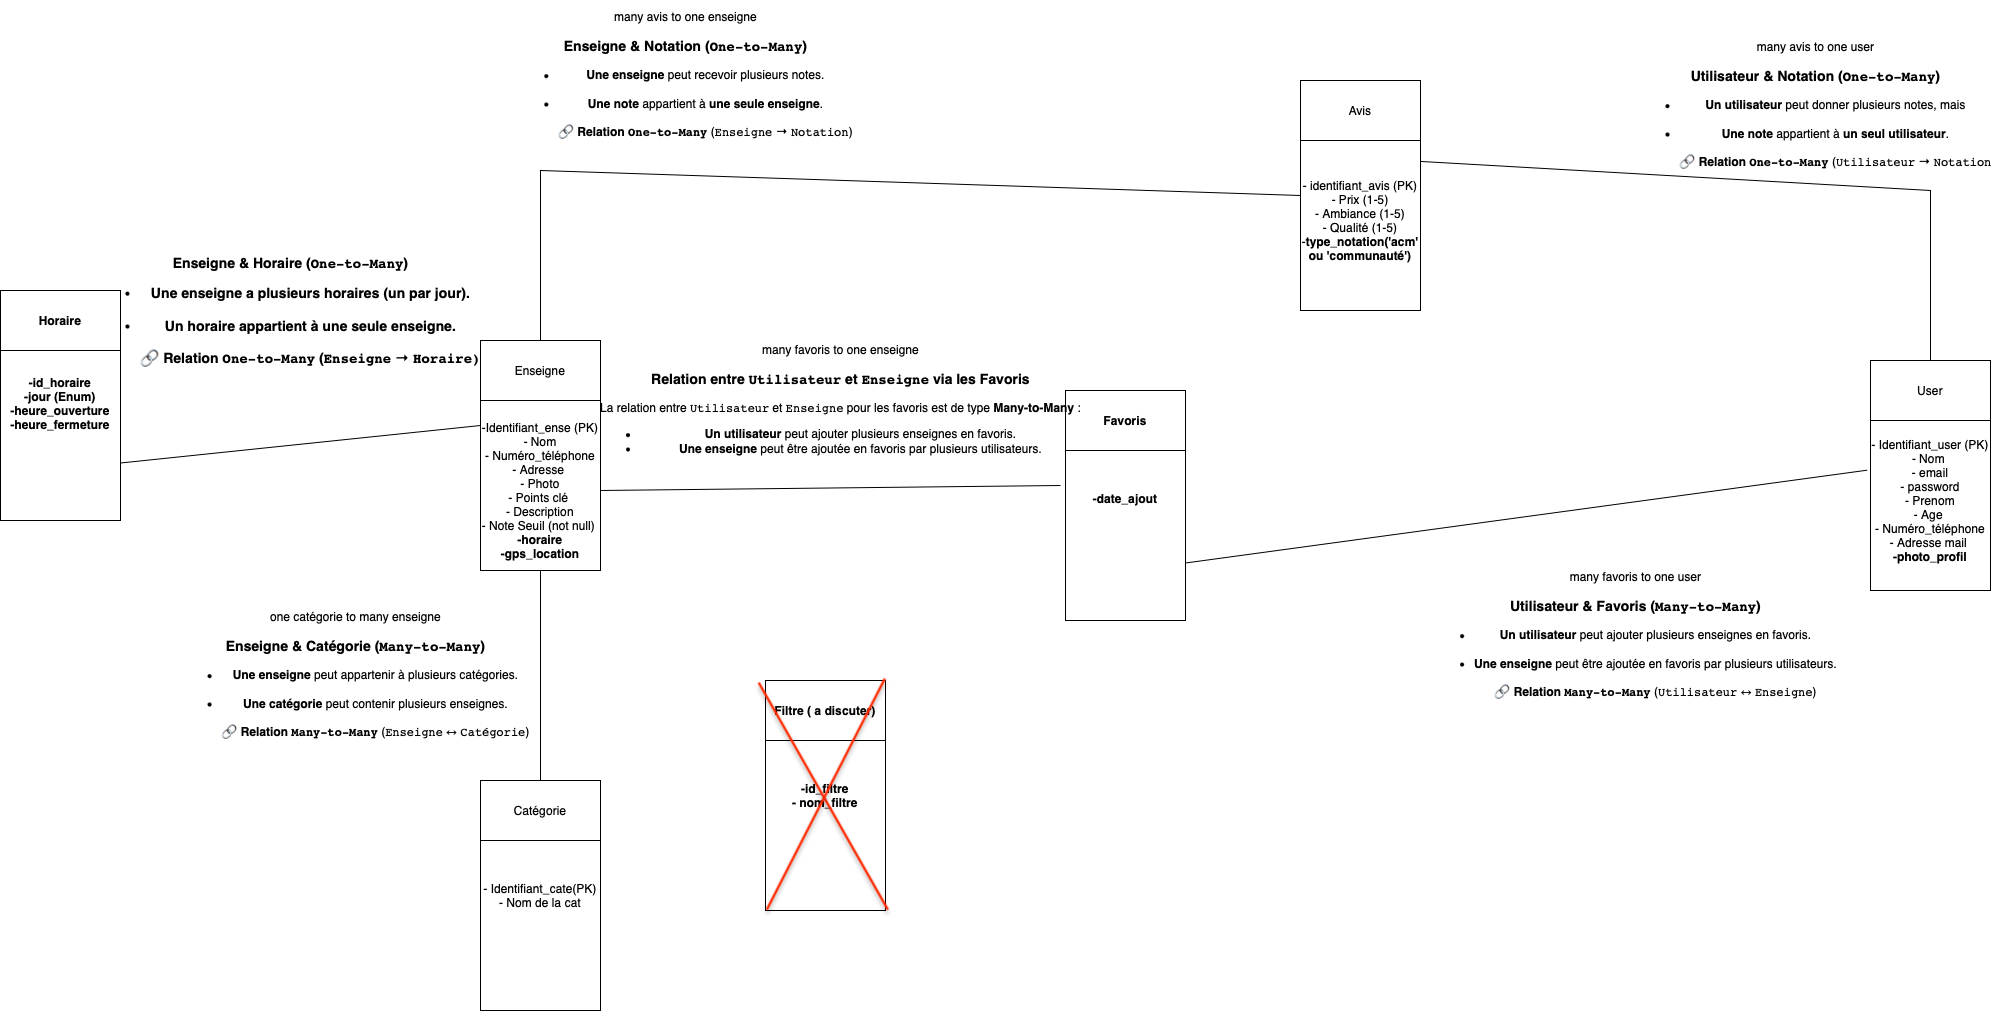 many avis to one enseigne
Enseigne & Notation (One-to-Many)
• Une enseigne peut recevoir plusieurs notes.
• Une note appartient à une seule enseigne.
🔗 Relation One-to-Many (Enseigne → Notation)
many avis to one user
Utilisateur & Notation (One-to-Many)
• Un utilisateur peut donner plusieurs notes, mais
• Une note appartient à un seul utilisateur.
🔗 Relation One-to-Many (Utilisateur → Notation
Avis
- identifiant_avis (PK)
- Prix (1-5)
- Ambiance (1-5)
- Qualité (1-5)
-type_notation('acm'
ou 'communauté')
Enseigne & Horaire (One-to-Many)
• Une enseigne a plusieurs horaires (un par jour).
• Un horaire appartient à une seule enseigne.
🔗 Relation One-to-Many (Enseigne → Horaire)
Horaire
-id_horaire
-jour (Enum)
-heure_ouverture
-heure_fermeture
Enseigne
-Identifiant_ense (PK)
- Nom
- Numéro_téléphone
- Adresse
- Photo
- Points clé
- Description
- Note Seuil (not null)
-horaire
-gps_location
many favoris to one enseigne
Relation entre Utilisateur et Enseigne via les Favoris
La relation entre Utilisateur et Enseigne pour les favoris est de type Many-to-Many :
• Un utilisateur peut ajouter plusieurs enseignes en favoris.
• Une enseigne peut être ajoutée en favoris par plusieurs utilisateurs.
Favoris
-date_ajout
User
- Identifiant_user (PK)
- Nom
- email
- password
- Prenom
- Age
- Numéro_téléphone
- Adresse mail
-photo_profil
many favoris to one user
Utilisateur & Favoris (Many-to-Many)
• Un utilisateur peut ajouter plusieurs enseignes en favoris.
• Une enseigne peut être ajoutée en favoris par plusieurs utilisateurs.
🔗 Relation Many-to-Many (Utilisateur ↔ Enseigne)
one catégorie to many enseigne
Enseigne & Catégorie (Many-to-Many)
• Une enseigne peut appartenir à plusieurs catégories.
• Une catégorie peut contenir plusieurs enseignes.
🔗 Relation Many-to-Many (Enseigne ↔ Catégorie)
Filtre ( a discuter)
-id_filtre
- nom_filtre
Catégorie
- Identifiant_cate(PK)
- Nom de la cat